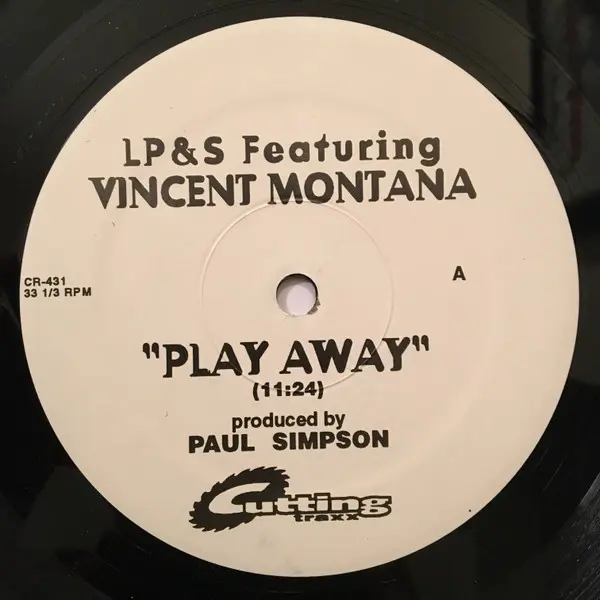 LP&S Featuring
VINCENT MONTANA
CR-431
33 1/3 RPM
A
"PLAY AWAY"
(11:24)
produced by
PAUL SIMPSON
Cutting
traxx